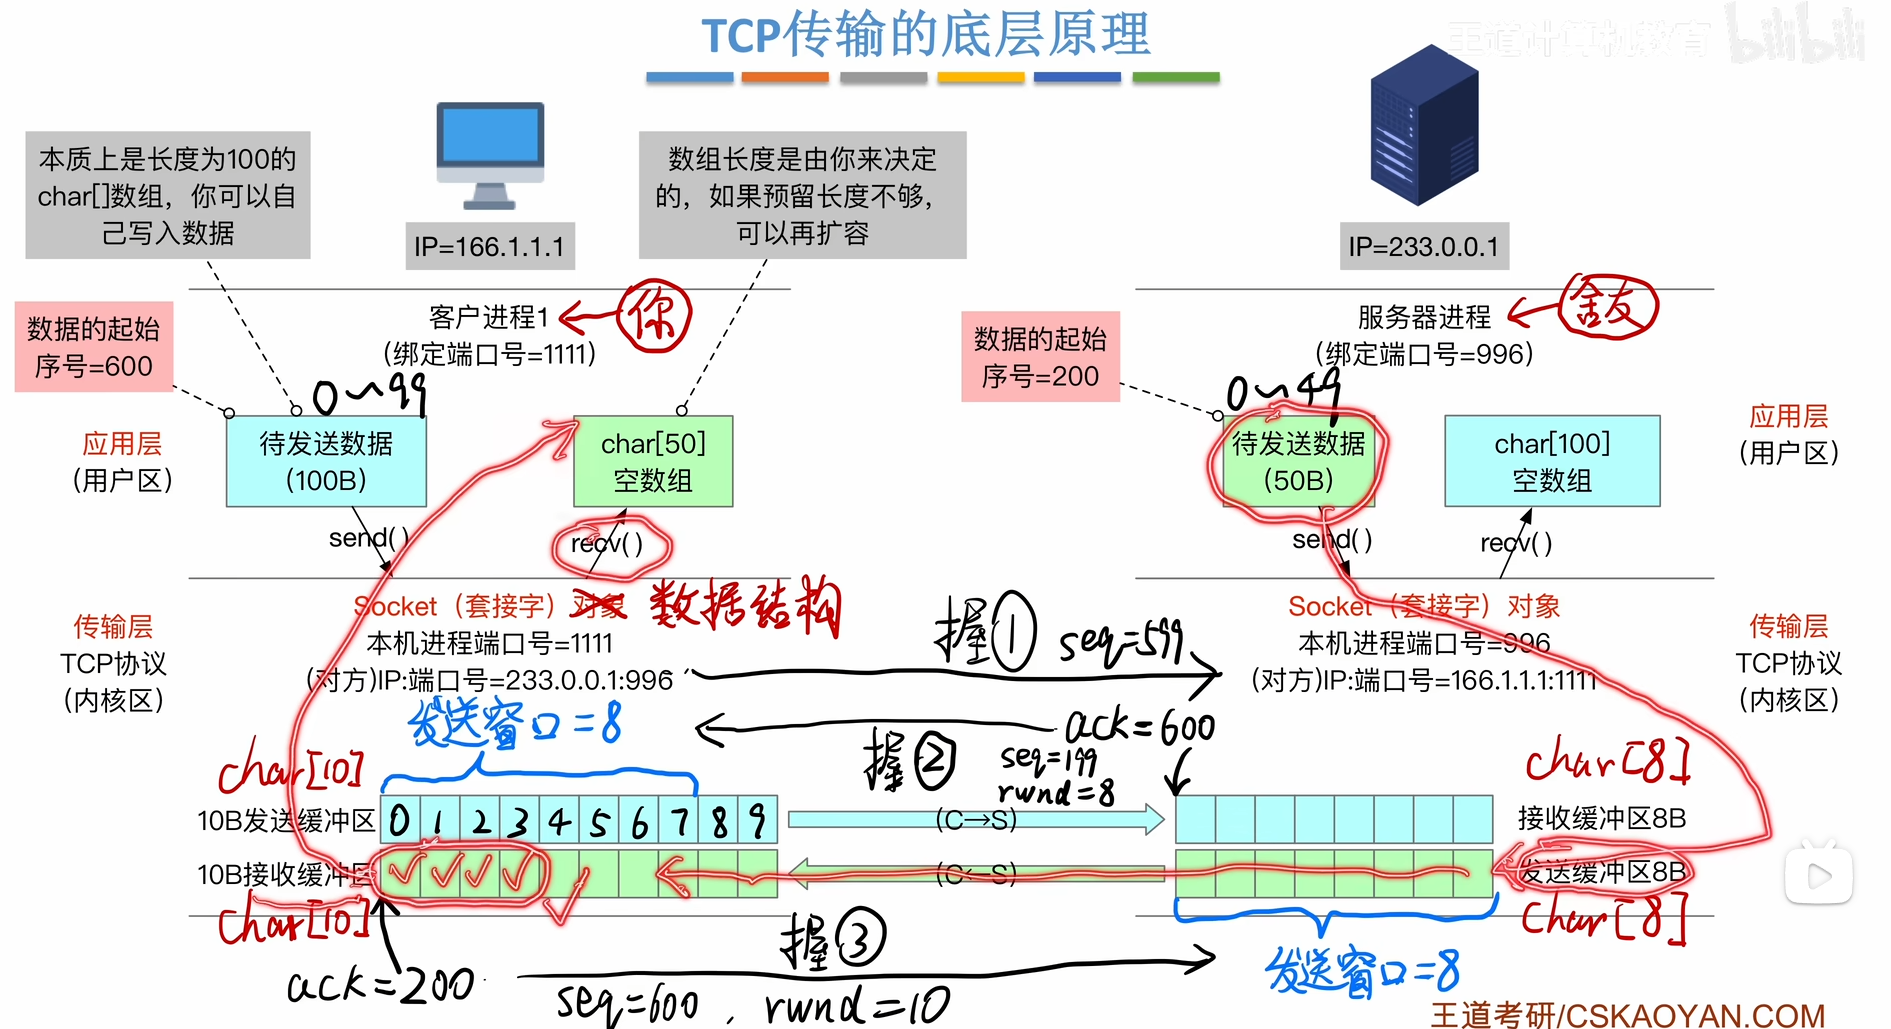 TCP传输的底层原理
王道计算机教育
bilibili
本质上是长度为100的
char[]数组，你可以自
己写入数据
数组长度是由你来决定
的，如果预留长度不够，
可以再扩容
IP=166.1.1.1
IP=233.0.0.1
数据的起始
序号=600
客户进程1
(绑定端口号=1111)
你
数据的起始
序号=200
服务器进程
(绑定端口号=996)
舍友
0~99
0~49
应用层
(用户区)
待发送数据
(100B)
char[50]
空数组
待发送数据
(50B)
char[100]
空数组
应用层
(用户区)
send()
recv()
send()
recv()
传输层
TCP协议
(内核区)
Socket（套接字）对象
数据结构
本机进程端口号=1111
(对方)IP:端口号=233.0.0.1:996
握①
seq=599
Socket（套接字）对象
本机进程端口号=996
(对方)IP:端口号=166.1.1.1:1111
传输层
TCP协议
(内核区)
发送窗口=8
握②
ack=600
seq=199
rwnd=8
char[10]
char[8]
10B发送缓冲区
0 1 2 3 4 5 6 7 8 9
(C→S)
接收缓冲区8B
10B接收缓冲区
(C←S)
发送缓冲区8B
char[10]
char[8]
握③
发送窗口=8
ack=200
seq=600, rwnd=10
王道考研/CSKAOYAN.COM